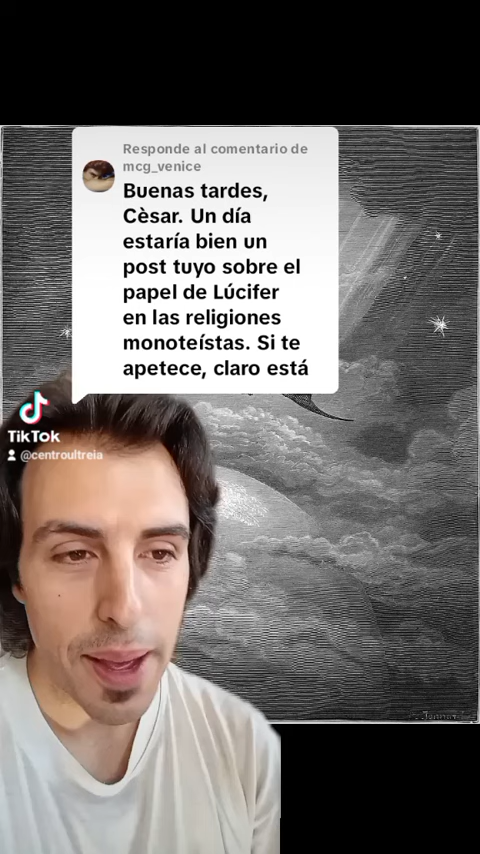 Responde al comentario de
mcg_venice
Buenas tardes,
Cèsar. Un día
estaría bien un
post tuyo sobre el
papel de Lúcifer
en las religiones
monoteístas. Si te
apetece, claro está
TikTok
@centroultreia